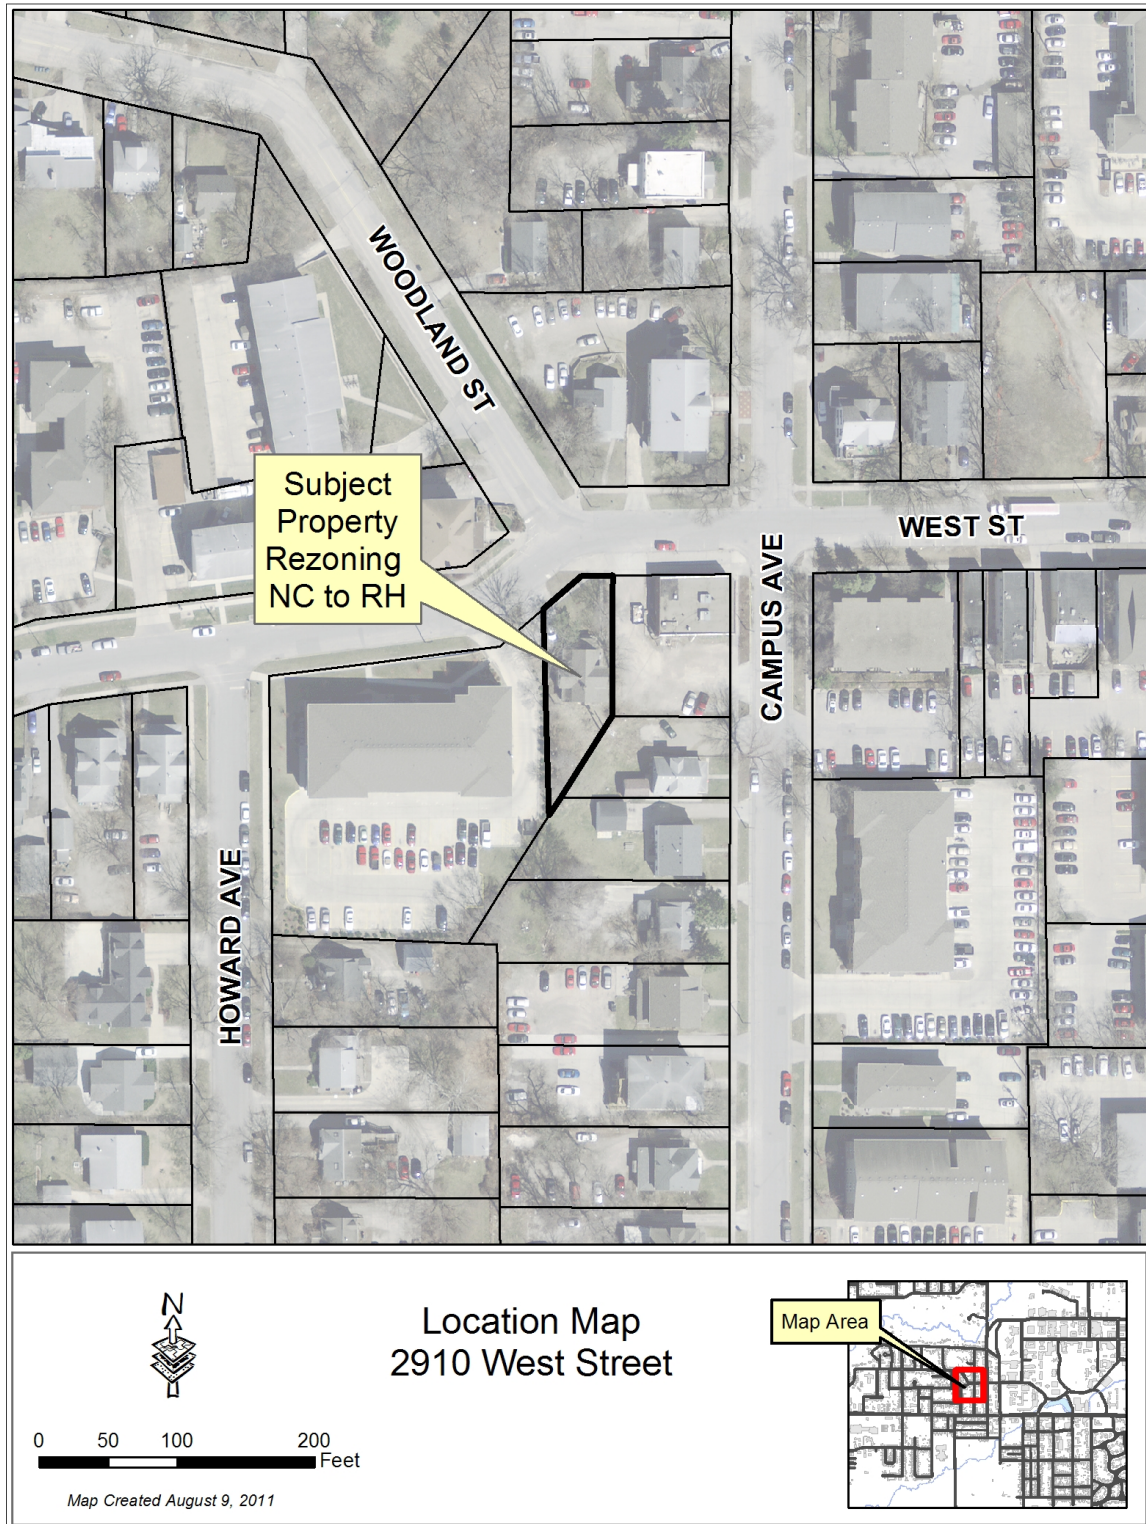 WOODLAND ST
Subject
Property
Rezoning
NC to RH
WEST ST
CAMPUS AVE
HOWARD AVE
N
Location Map
2910 West Street
Map Area
0 50 100 200
Feet
Map Created August 9, 2011